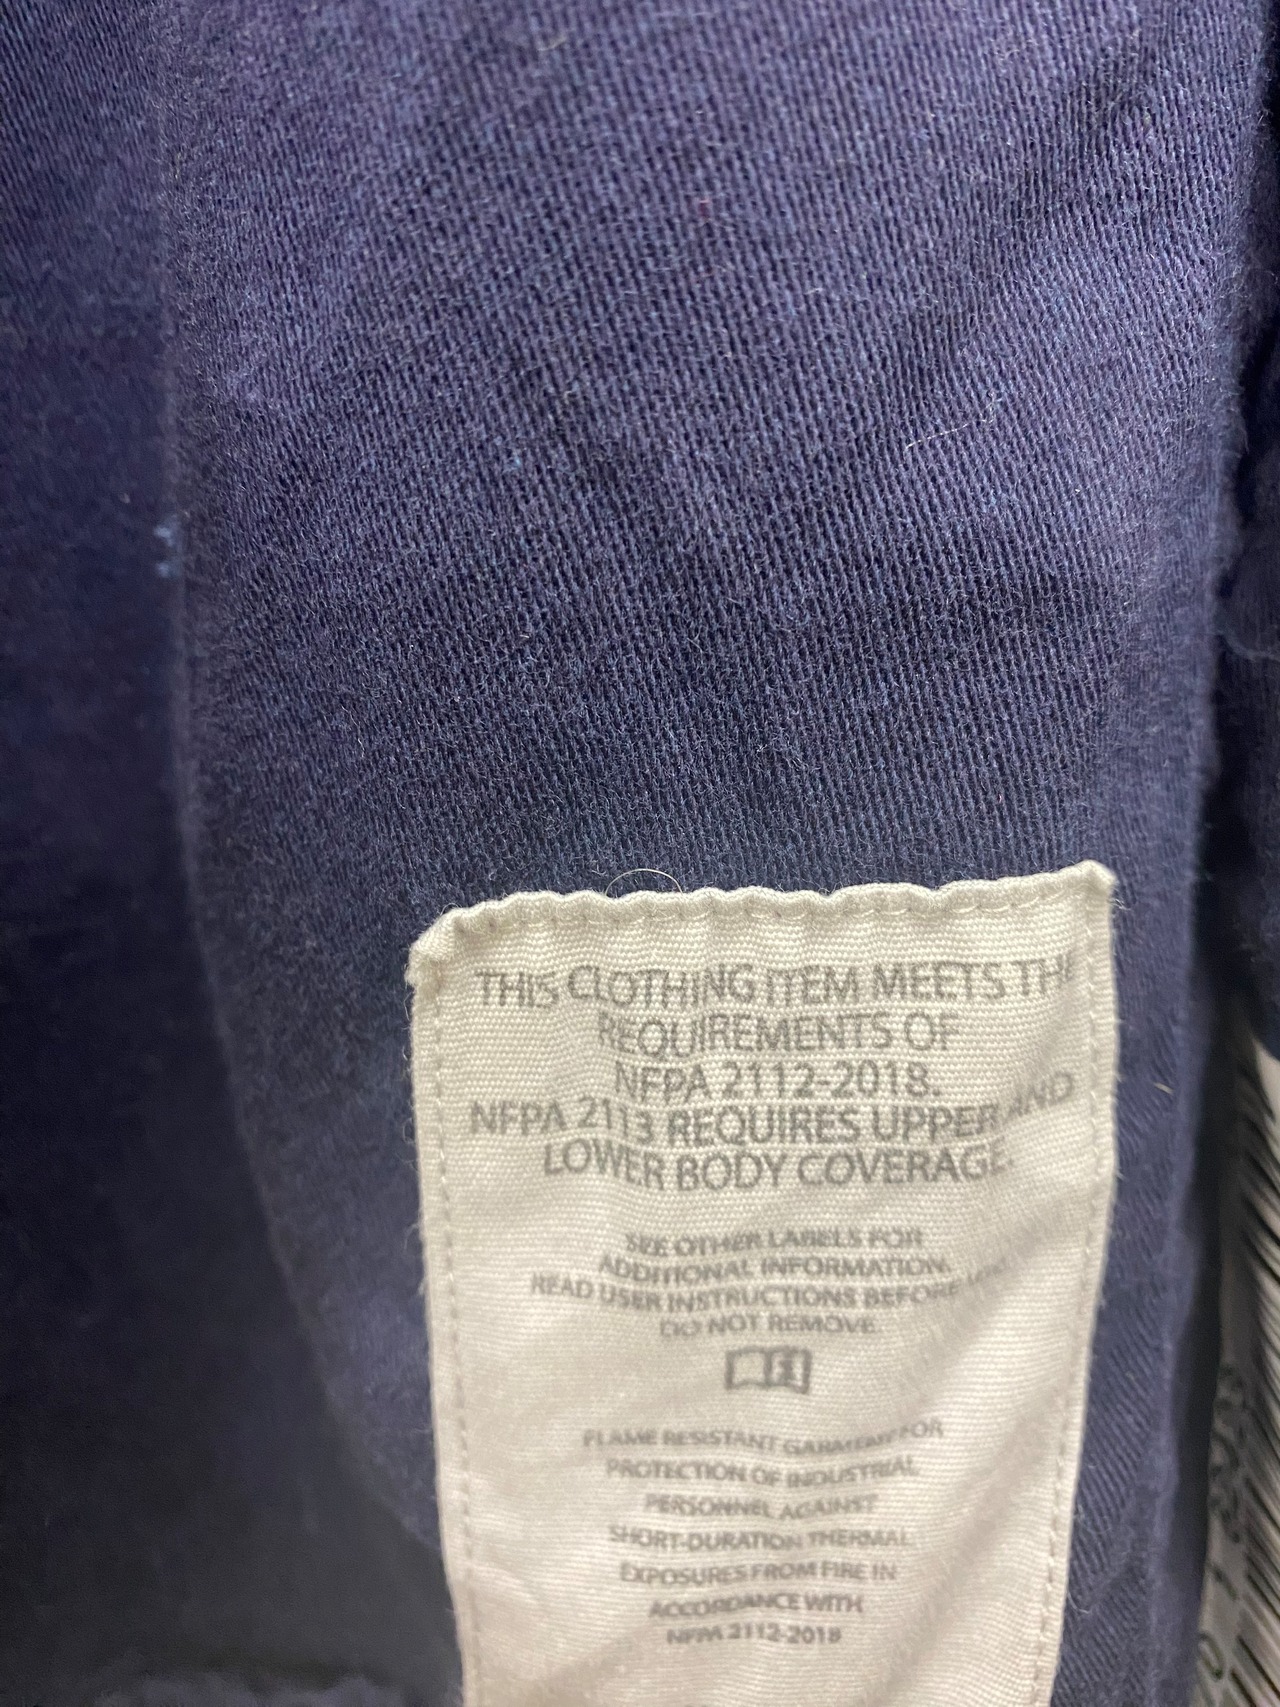 THIS CLOTHING ITEM MEETS THE
REQUIREMENTS OF
NFPA 2112-2018.
NFPA 2113 REQUIRES UPPER AND
LOWER BODY COVERAGE.
SEE OTHER LABELS FOR
ADDITIONAL INFORMATION.
READ USER INSTRUCTIONS BEFORE
DO NOT REMOVE.
FLAME RESISTANT GARMENT FOR
PROTECTION OF INDUSTRIAL
PERSONNEL AGAINST
SHORT-DURATION THERMAL
EXPOSURES FROM FIRE IN
ACCORDANCE WITH
NFPA 2112-2018